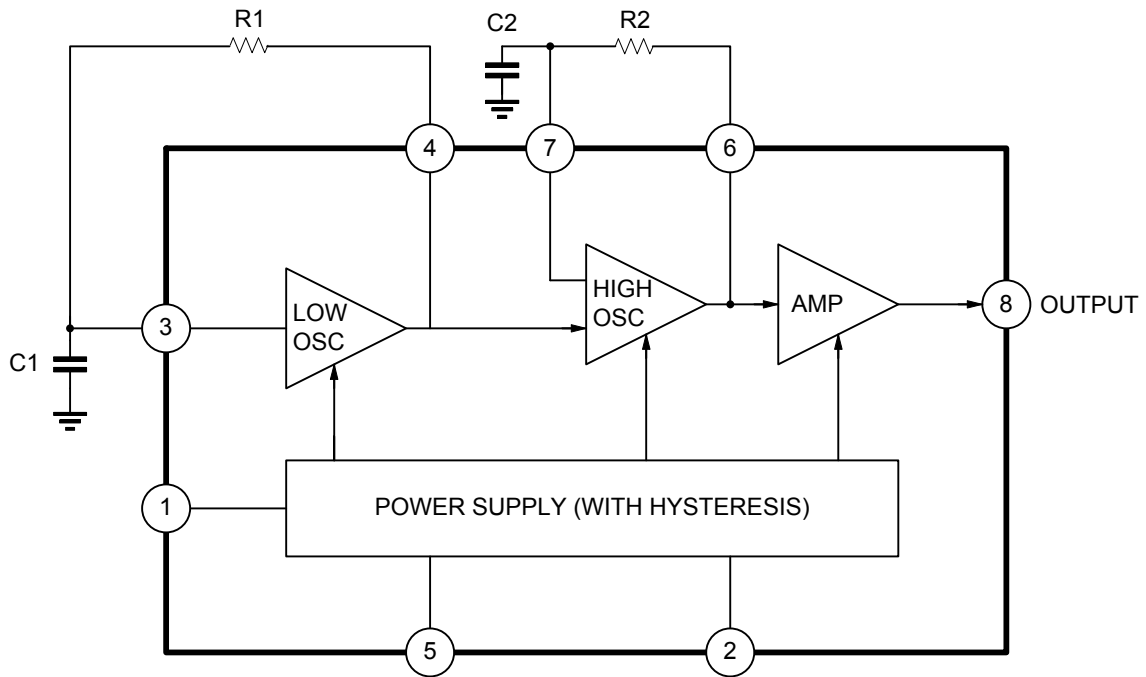 R1
C2
R2
4
7
6
LOW
OSC
HIGH
OSC
AMP
3
8
OUTPUT
C1
1
POWER SUPPLY (WITH HYSTERESIS)
5
2